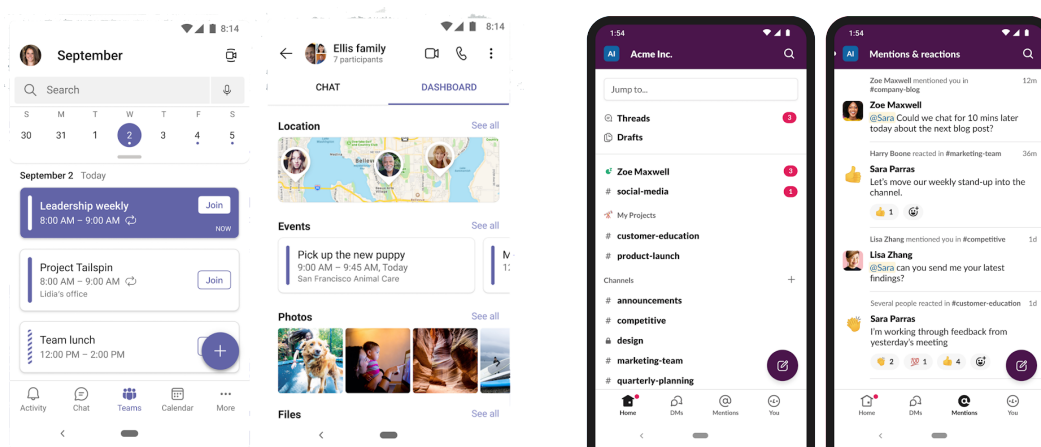 8:14
September
Search
S M T W T F S
30 31 1 2 3 4 5
September 2 Today
Leadership weekly
Join
8:00 AM – 9:00 AM
NOW
Project Tailspin
8:00 AM – 9:00 AM
Join
Lidia's office
Team lunch
12:00 PM – 2:00 PM
Activity Chat Teams Calendar More
8:14
Ellis family
7 participants
CHAT DASHBOARD
Location See all
Bellevue
Events See all
Pick up the new puppy
9:00 AM – 9:45 AM, Today
San Francisco Animal Care
M
12
Photos See all
Files See all
1:54
AI Acme Inc.
Jump to...
Threads 3
Drafts
Zoe Maxwell 3
# social-media 1
My Projects
# customer-education
# product-launch
Channels +
# announcements
# competitive
design
# marketing-team
# quarterly-planning
Home DMs Mentions You
1:54
AI Mentions & reactions
Zoe Maxwell mentioned you in 12m
#company-blog
Zoe Maxwell
@Sara Could we chat for 10 mins later
today about the next blog post?
Harry Boone reacted in #marketing-team 36m
Sara Parras
Let's move our weekly stand-up into the
channel.
1
Lisa Zhang mentioned you in #competitive 1d
Lisa Zhang
@Sara can you send me your latest
findings?
Several people reacted in #customer-education 1d
Sara Parras
I'm working through feedback from
yesterday's meeting
2 💯 1 4
Home DMs Mentions You